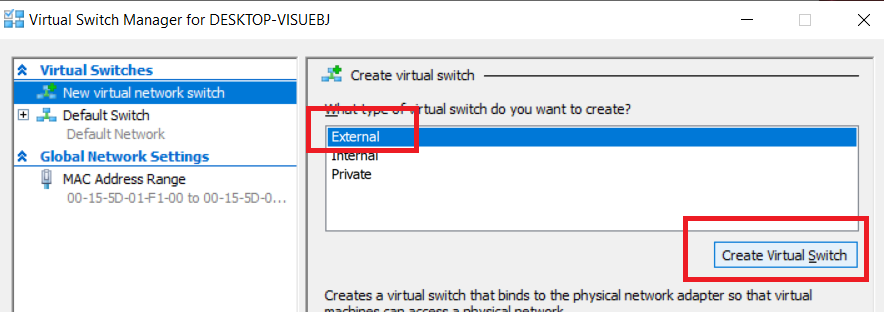 Virtual Switch Manager for DESKTOP-VISUEBJ
Virtual Switches
New virtual network switch
Default Switch
Default Network
Global Network Settings
MAC Address Range
00-15-5D-01-F1-00 to 00-15-5D-0...
Create virtual switch
What type of virtual switch do you want to create?
External
Internal
Private
Create Virtual Switch
Creates a virtual switch that binds to the physical network adapter so that virtual
machines can access a physical network.